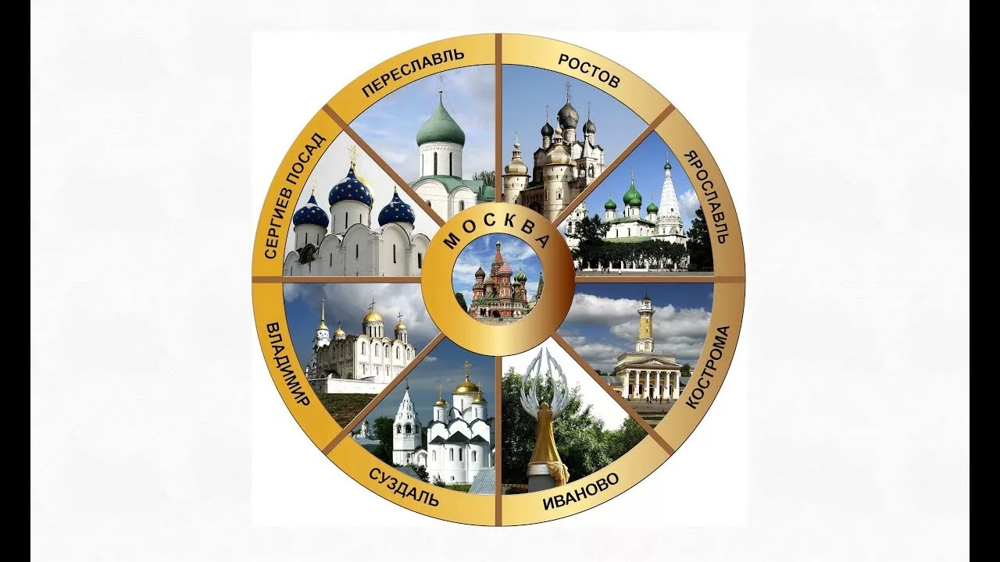 ПЕРЕСЛАВЛЬ
РОСТОВ
ЯРОСЛАВЛЬ
КОСТРОМА
ИВАНОВО
СУЗДАЛЬ
ВЛАДИМИР
СЕРГИЕВ ПОСАД
МОСКВА